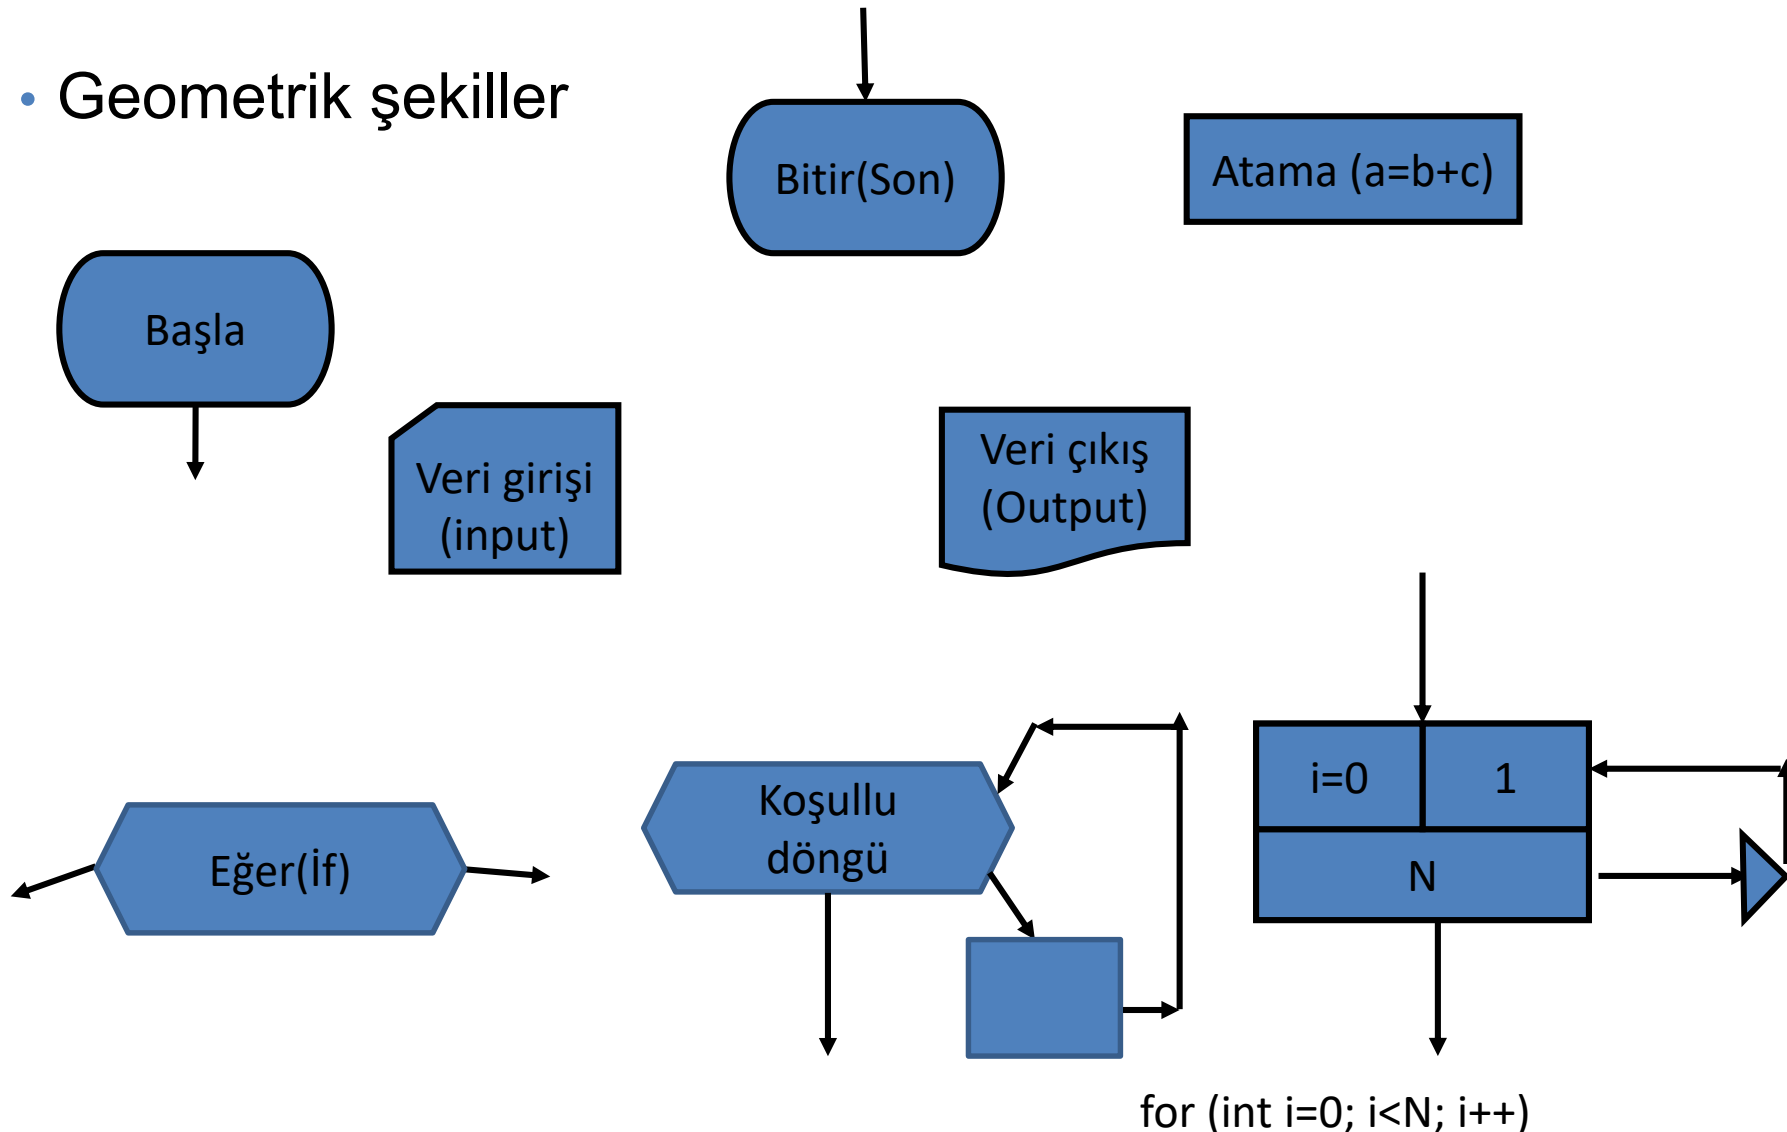 • Geometrik şekiller
Bitir(Son)
Atama (a=b+c)
Başla
Veri girişi
(input)
Veri çıkış
(Output)
Eğer(İf)
Koşullu
döngü
i=0
1
N
for (int i=0; i<N; i++)